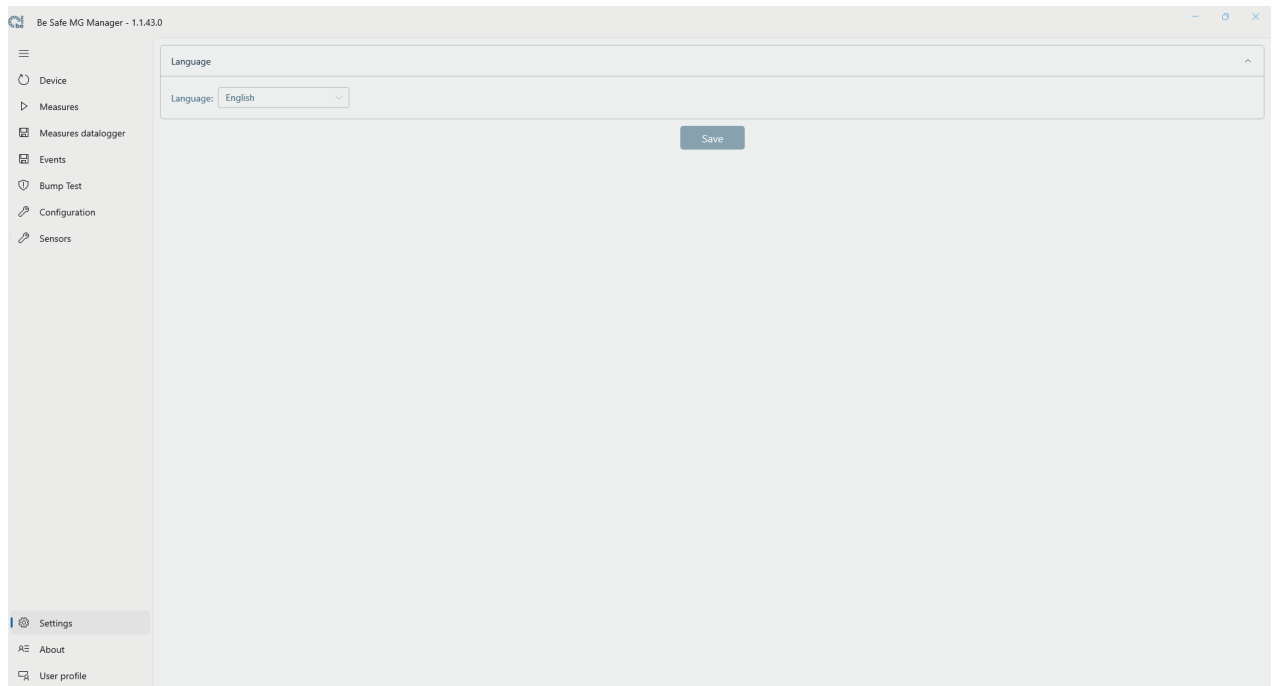 Be Safe MG Manager - 1.1.43.0
Device
Measures
Measures datalogger
Events
Bump Test
Configuration
Sensors
Settings
About
User profile
Language
Language: English
Save